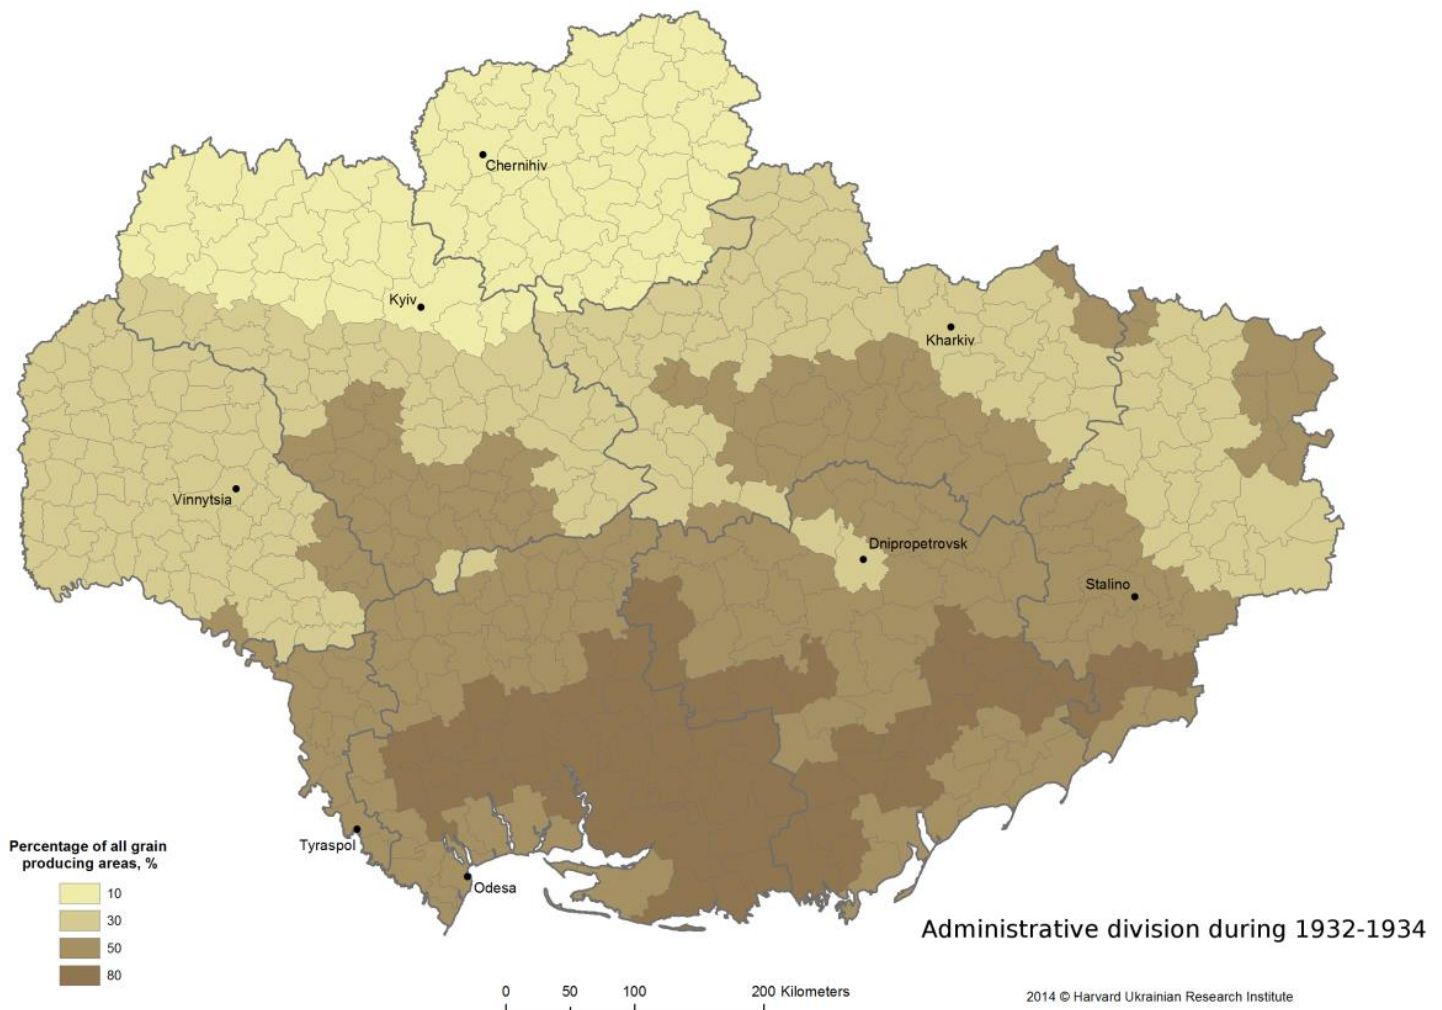 Chernihiv
Kyiv
Kharkiv
Vinnytsia
Dnipropetrovsk
Stalino
Tyraspol
Odesa
Percentage of all grain
producing areas, %
10
30
50
80
Administrative division during 1932-1934
0 50 100 200 Kilometers
2014 © Harvard Ukrainian Research Institute